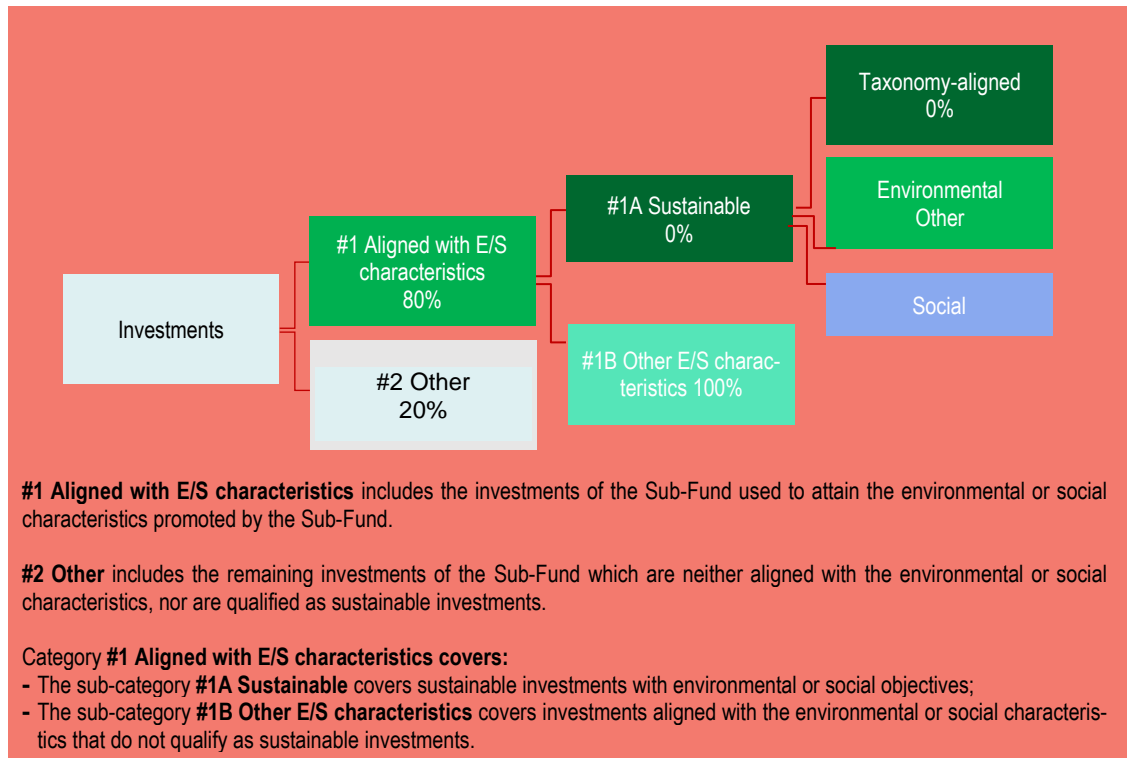 Taxonomy-aligned
0%
Environmental
Other
#1A Sustainable
0%
#1 Aligned with E/S
characteristics
80%
Social
Investments
#1B Other E/S charac-
teristics 100%
#2 Other
20%
#1 Aligned with E/S characteristics includes the investments of the Sub-Fund used to attain the environmental or social
characteristics promoted by the Sub-Fund.
#2 Other includes the remaining investments of the Sub-Fund which are neither aligned with the environmental or social
characteristics, nor are qualified as sustainable investments.
Category #1 Aligned with E/S characteristics covers:
- The sub-category #1A Sustainable covers sustainable investments with environmental or social objectives;
- The sub-category #1B Other E/S characteristics covers investments aligned with the environmental or social characteris-
tics that do not qualify as sustainable investments.